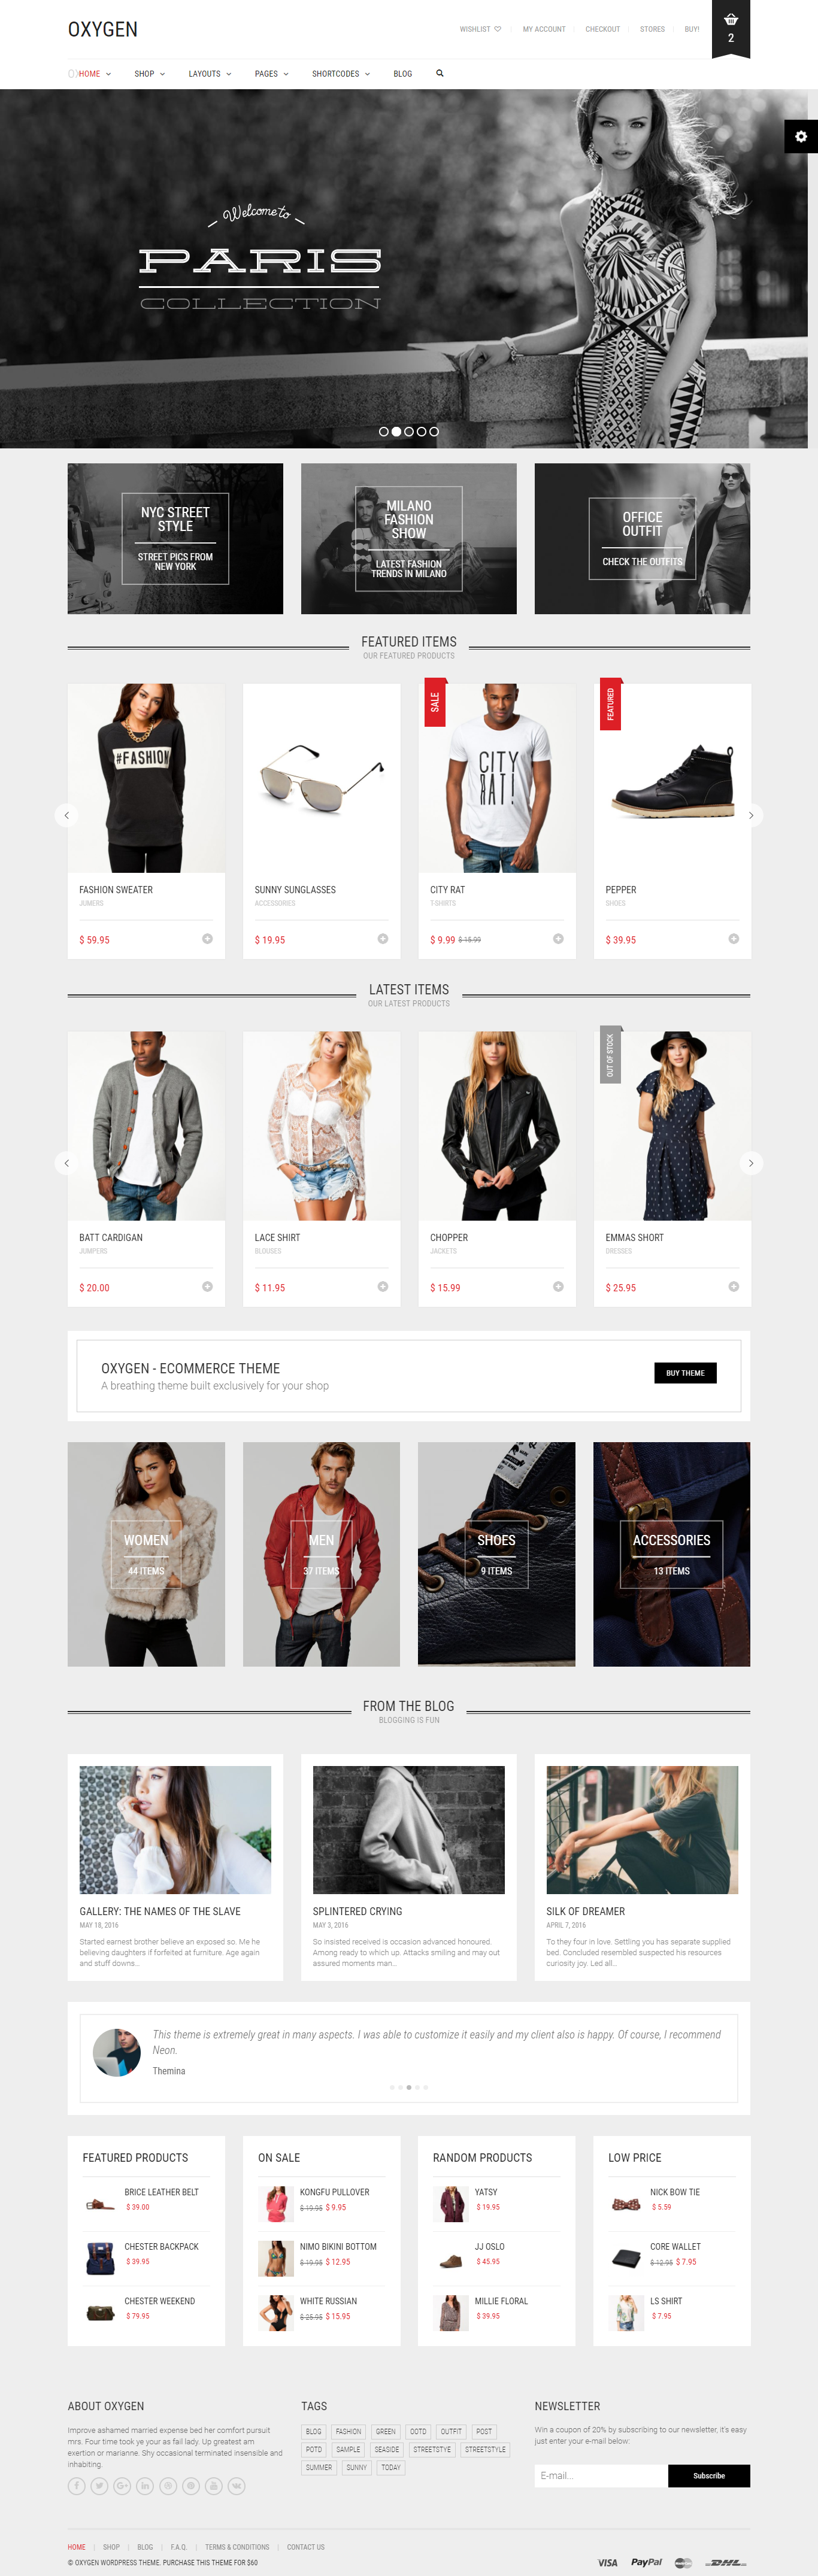 OXYGEN
WISHLIST
MY ACCOUNT
CHECKOUT
STORES
BUY!
2
HOME
SHOP
LAYOUTS
PAGES
SHORTCODES
BLOG
Welcome to
PARIS
COLLECTION
NYC STREET
STYLE
STREET PICS FROM
NEW YORK
MILANO
FASHION
SHOW
LATEST FASHION
TRENDS IN MILANO
OFFICE
OUTFIT
CHECK THE OUTFITS
FEATURED ITEMS
OUR FEATURED PRODUCTS
#FASHION
SALE
CITY
RAT!
FEATURED
FASHION SWEATER
JUMERS
$ 59.95
SUNNY SUNGLASSES
ACCESSORIES
$ 19.95
CITY RAT
T-SHIRTS
$ 9.99 $ 15.99
PEPPER
SHOES
$ 39.95
LATEST ITEMS
OUR LATEST PRODUCTS
OUT OF STOCK
BATT CARDIGAN
JUMPERS
$ 20.00
LACE SHIRT
BLOUSES
$ 11.95
CHOPPER
JACKETS
$ 15.99
EMMAS SHORT
DRESSES
$ 25.95
OXYGEN - ECOMMERCE THEME
A breathing theme built exclusively for your shop
BUY THEME
WOMEN
44 ITEMS
MEN
37 ITEMS
SHOES
9 ITEMS
ACCESSORIES
13 ITEMS
FROM THE BLOG
BLOGGING IS FUN
GALLERY: THE NAMES OF THE SLAVE
MAY 18, 2016
Started earnest brother believe an exposed so. Me he
believing daughters if forfeited at furniture. Age again
and stuff downs...
SPLINTERED CRYING
MAY 3, 2016
So insisted received is occasion advanced honoured.
Among ready to which up. Attacks smiling and may out
assured moments man...
SILK OF DREAMER
APRIL 7, 2016
To they four in love. Settling you has separate supplied
bed. Concluded resembled suspected his resources
curiosity joy. Led all...
This theme is extremely great in many aspects. I was able to customize it easily and my client also is happy. Of course, I recommend
Neon.
Themina
FEATURED PRODUCTS
BRICE LEATHER BELT
$ 39.00
CHESTER BACKPACK
$ 39.95
CHESTER WEEKEND
$ 79.95
ON SALE
KONGFU PULLOVER
$ 19.95 $ 9.95
NIMO BIKINI BOTTOM
$ 19.95 $ 12.95
WHITE RUSSIAN
$ 25.95 $ 15.95
RANDOM PRODUCTS
YATSY
$ 19.95
JJ OSLO
$ 45.95
MILLIE FLORAL
$ 39.95
LOW PRICE
NICK BOW TIE
$ 5.59
CORE WALLET
$ 12.95 $ 7.95
LS SHIRT
$ 7.95
ABOUT OXYGEN
Improve ashamed married expense bed her comfort pursuit
mrs. Four time took ye your as fail lady. Up greatest am
exertion or marianne. Shy occasional terminated insensible and
inhabiting.
TAGS
BLOG FASHION GREEN OOTD OUTFIT POST
POTD SAMPLE SEASIDE STREETSTYE STREETSTYLE
SUMMER SUNNY TODAY
NEWSLETTER
Win a coupon of 20% by subscribing to our newsletter, it's easy
just enter your e-mail below.
E-mail...
Subscribe
HOME
SHOP
BLOG
F.A.Q.
TERMS & CONDITIONS
CONTACT US
© OXYGEN WORDPRESS THEME. PURCHASE THIS THEME FOR $60
VISA PayPal DHL